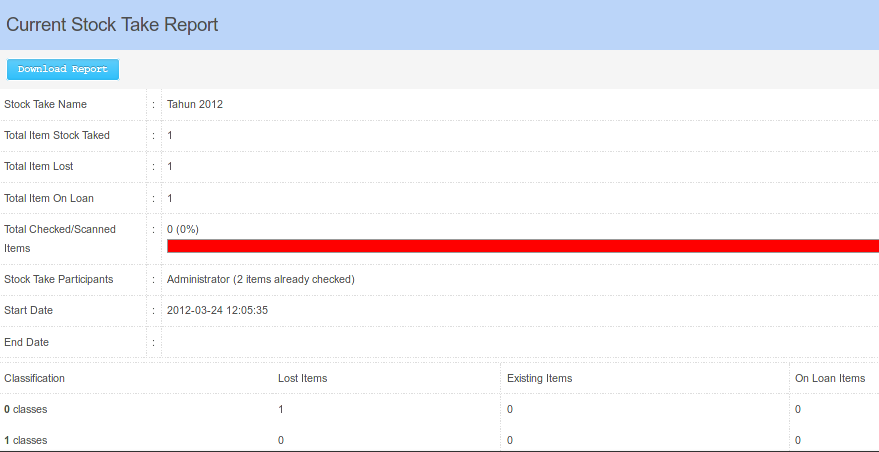 Current Stock Take Report
Download Report
Stock Take Name : Tahun 2012
Total Item Stock Taked : 1
Total Item Lost : 1
Total Item On Loan : 1
Total Checked/Scanned Items : 0 (0%)
Stock Take Participants : Administrator (2 items already checked)
Start Date : 2012-03-24 12:05:35
End Date :
Classification Lost Items Existing Items On Loan Items
0 classes 1 0 0
1 classes 0 0 0